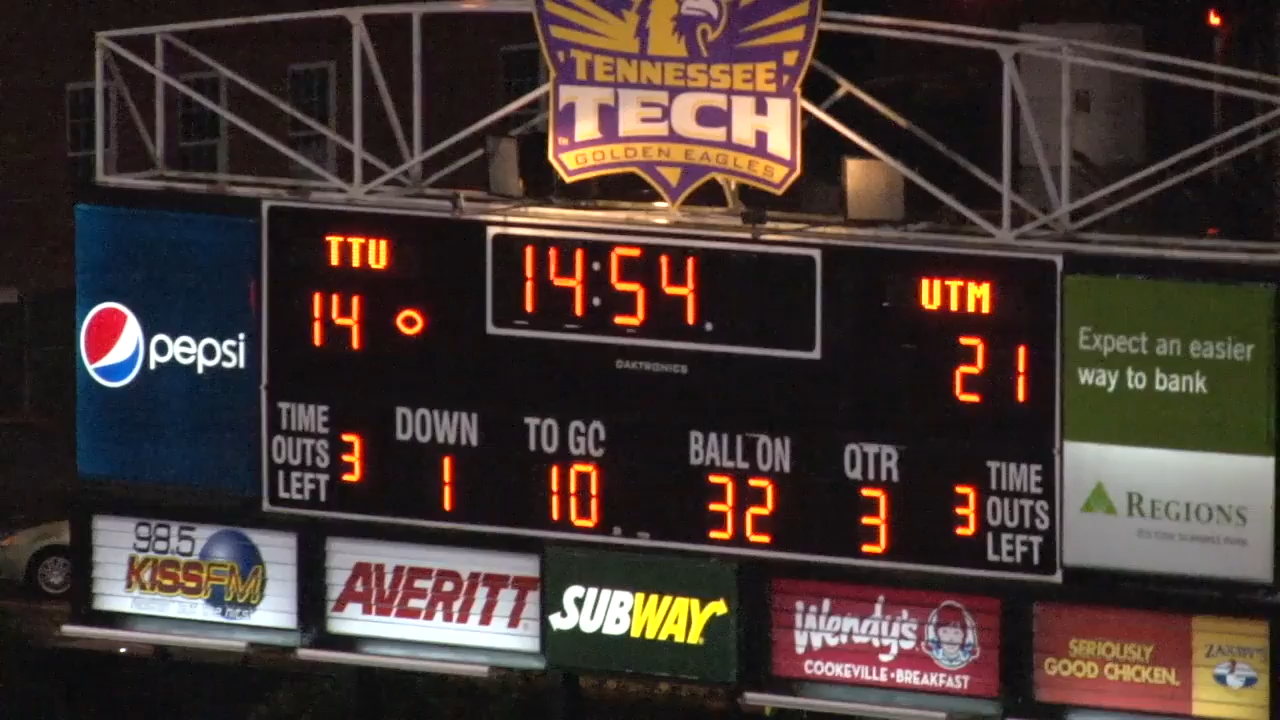 TENNESSEE
TECH
GOLDEN EAGLES
TTU
14:54
UTM
14
21
DAKTRONICS
pepsi
Expect an easier
way to bank
TIME
OUTS
LEFT
3
DOWN
1
TO GO
10
BALL ON
32
QTR
3
3
TIME
OUTS
LEFT
REGIONS
98.5
KISSFM
AVERITT
SUBWAY
Wendy's
COOKEVILLE • BREAKFAST
SERIOUSLY
GOOD CHICKEN.
ZAXBY'S